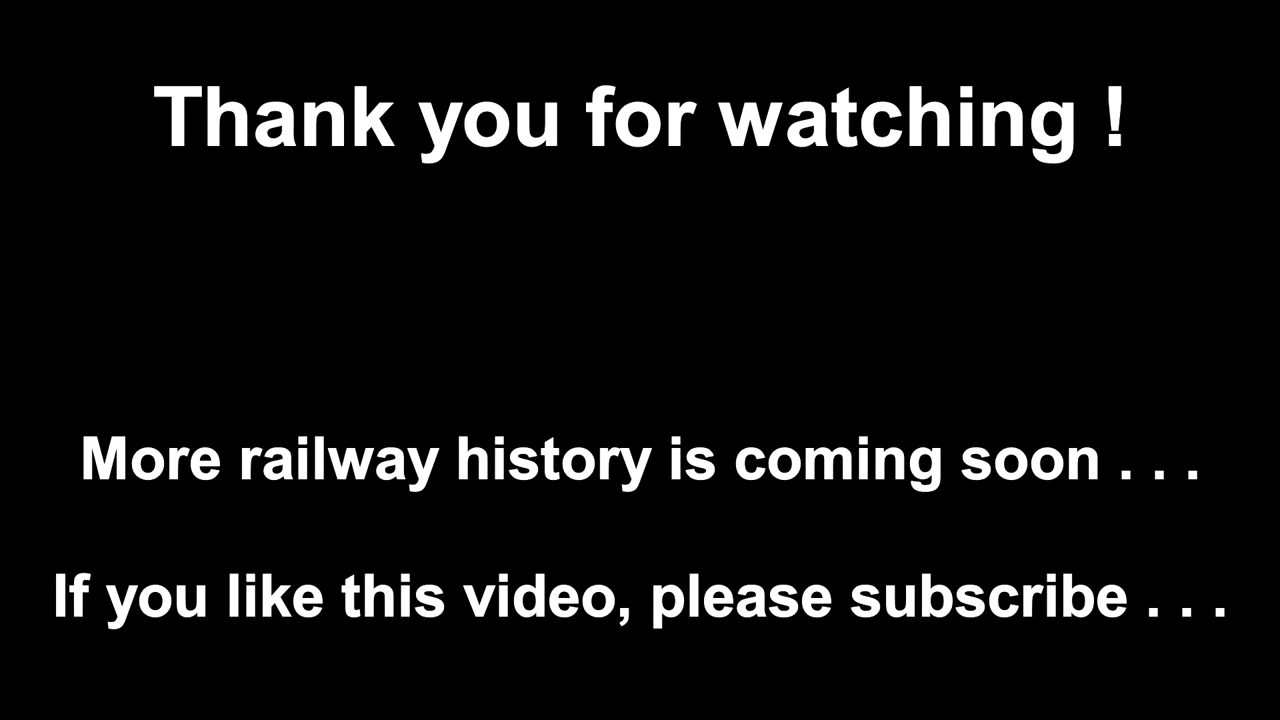 Thank you for watching !
More railway history is coming soon . . .
If you like this video, please subscribe . . .